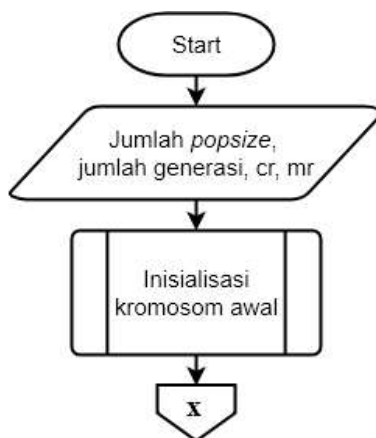 Start
Jumlah popsize,
jumlah generasi, cr, mr
Inisialisasi
kromosom awal
x